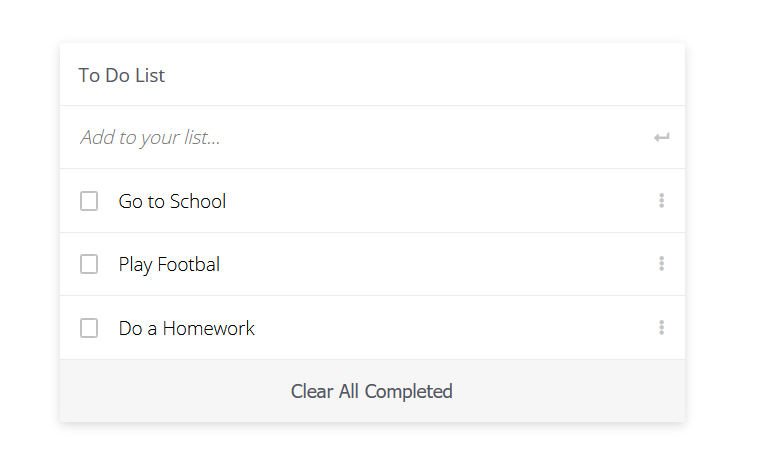 To Do List
Add to your list...
Go to School
Play Footbal
Do a Homework
Clear All Completed